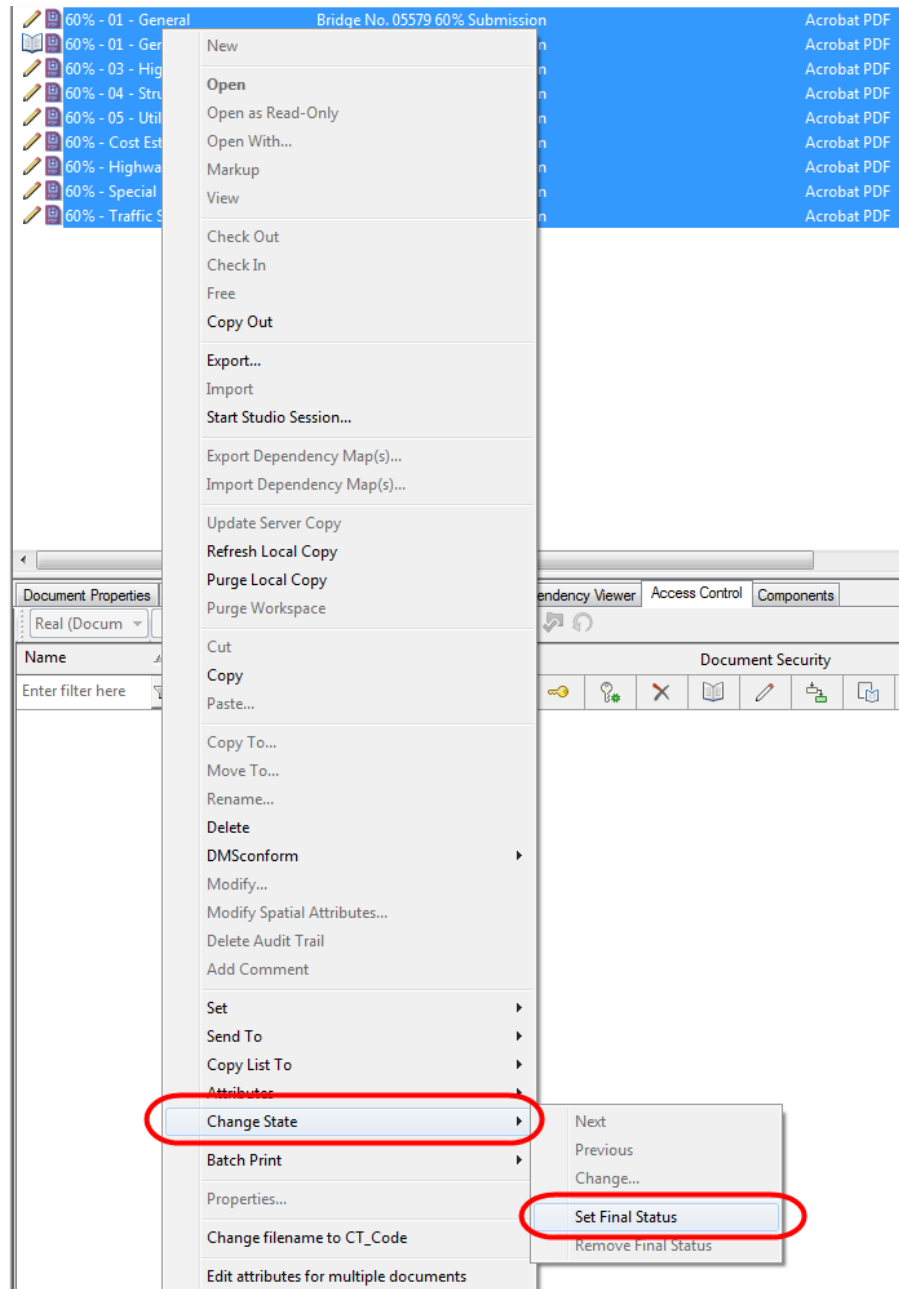 60% - 01 - General Bridge No. 05579 60% Submission Acrobat PDF
60% - 01 - Ger n Acrobat PDF
60% - 03 - Hig n Acrobat PDF
60% - 04 - Stru n Acrobat PDF
60% - 05 - Util n Acrobat PDF
60% - Cost Est n Acrobat PDF
60% - Highwa n Acrobat PDF
60% - Special n Acrobat PDF
60% - Traffic S n Acrobat PDF
New
Open
Open as Read-Only
Open With...
Markup
View
Check Out
Check In
Free
Copy Out
Export...
Import
Start Studio Session...
Export Dependency Map(s)...
Import Dependency Map(s)...
Update Server Copy
Refresh Local Copy
Purge Local Copy
Purge Workspace
Cut
Copy
Paste...
Copy To...
Move To...
Rename...
Delete
DMSconform
Modify...
Modify Spatial Attributes...
Delete Audit Trail
Add Comment
Set
Send To
Copy List To
Attributes
Change State
Batch Print
Properties...
Change filename to CT_Code
Edit attributes for multiple documents
Next
Previous
Change...
Set Final Status
Remove Final Status
Document Properties endency Viewer Access Control Components
Real (Docum
Name Document Security
Enter filter here